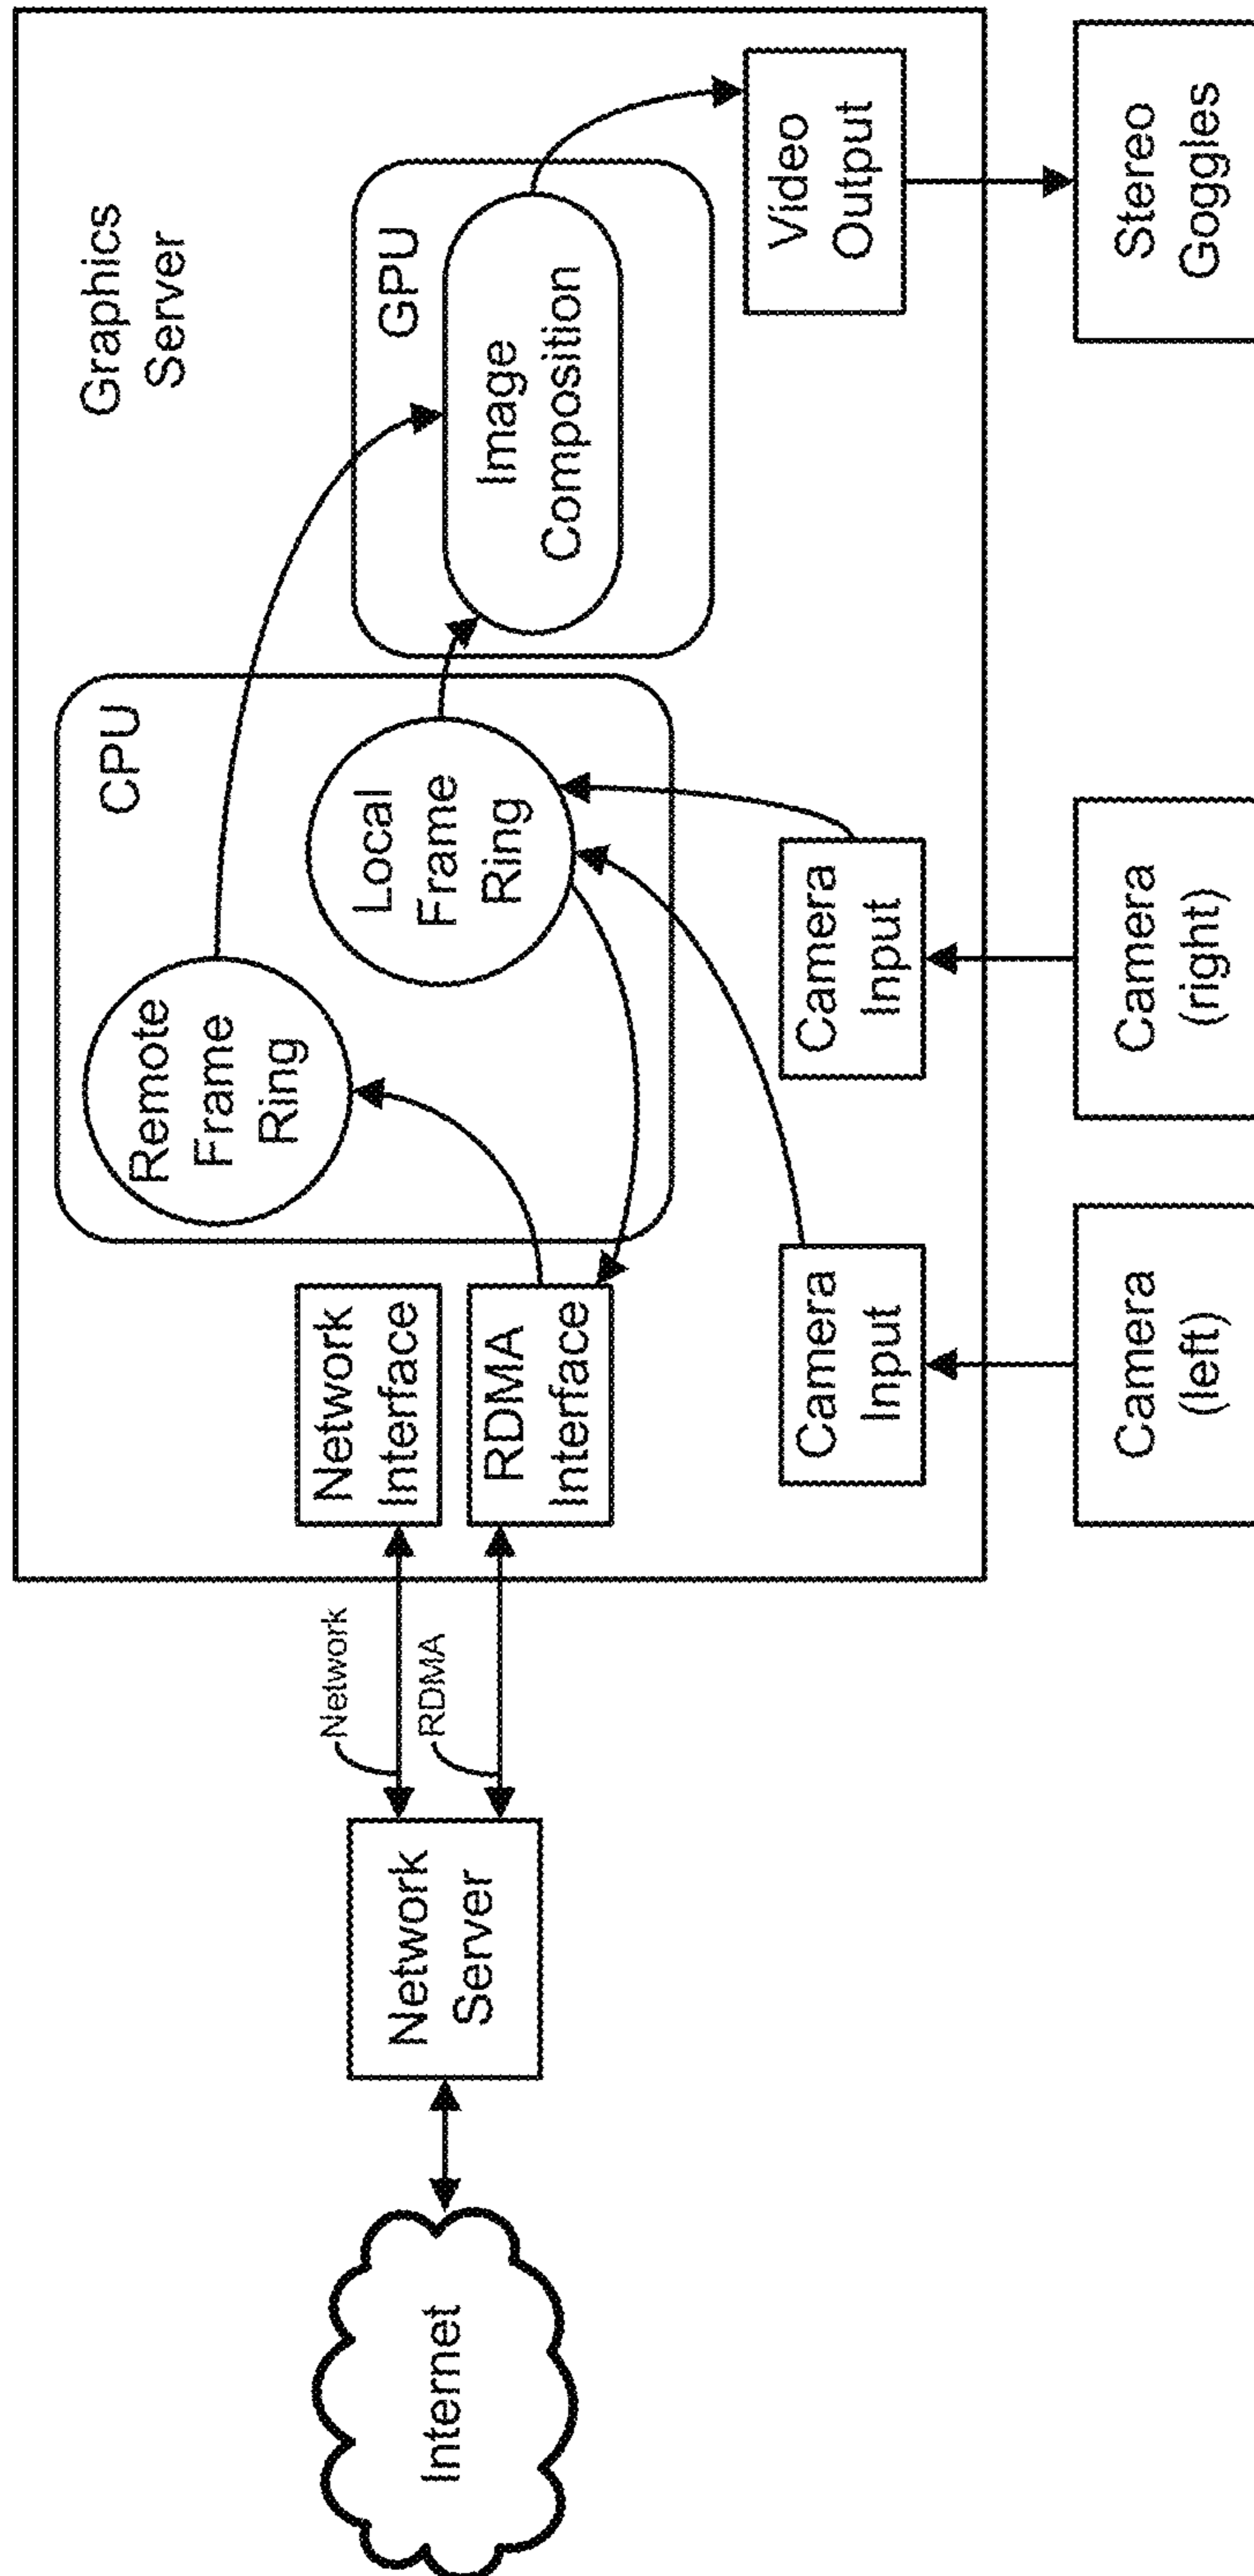 Graphics
Server
CPU
GPU
Remote
Frame
Ring
Local
Frame
Ring
Image
Composition
Network
Interface
RDMA
Interface
Network
RDMA
Internet
Network
Server
Camera
Input
Camera
Input
Video
Output
Camera
(left)
Camera
(right)
Stereo
Goggles